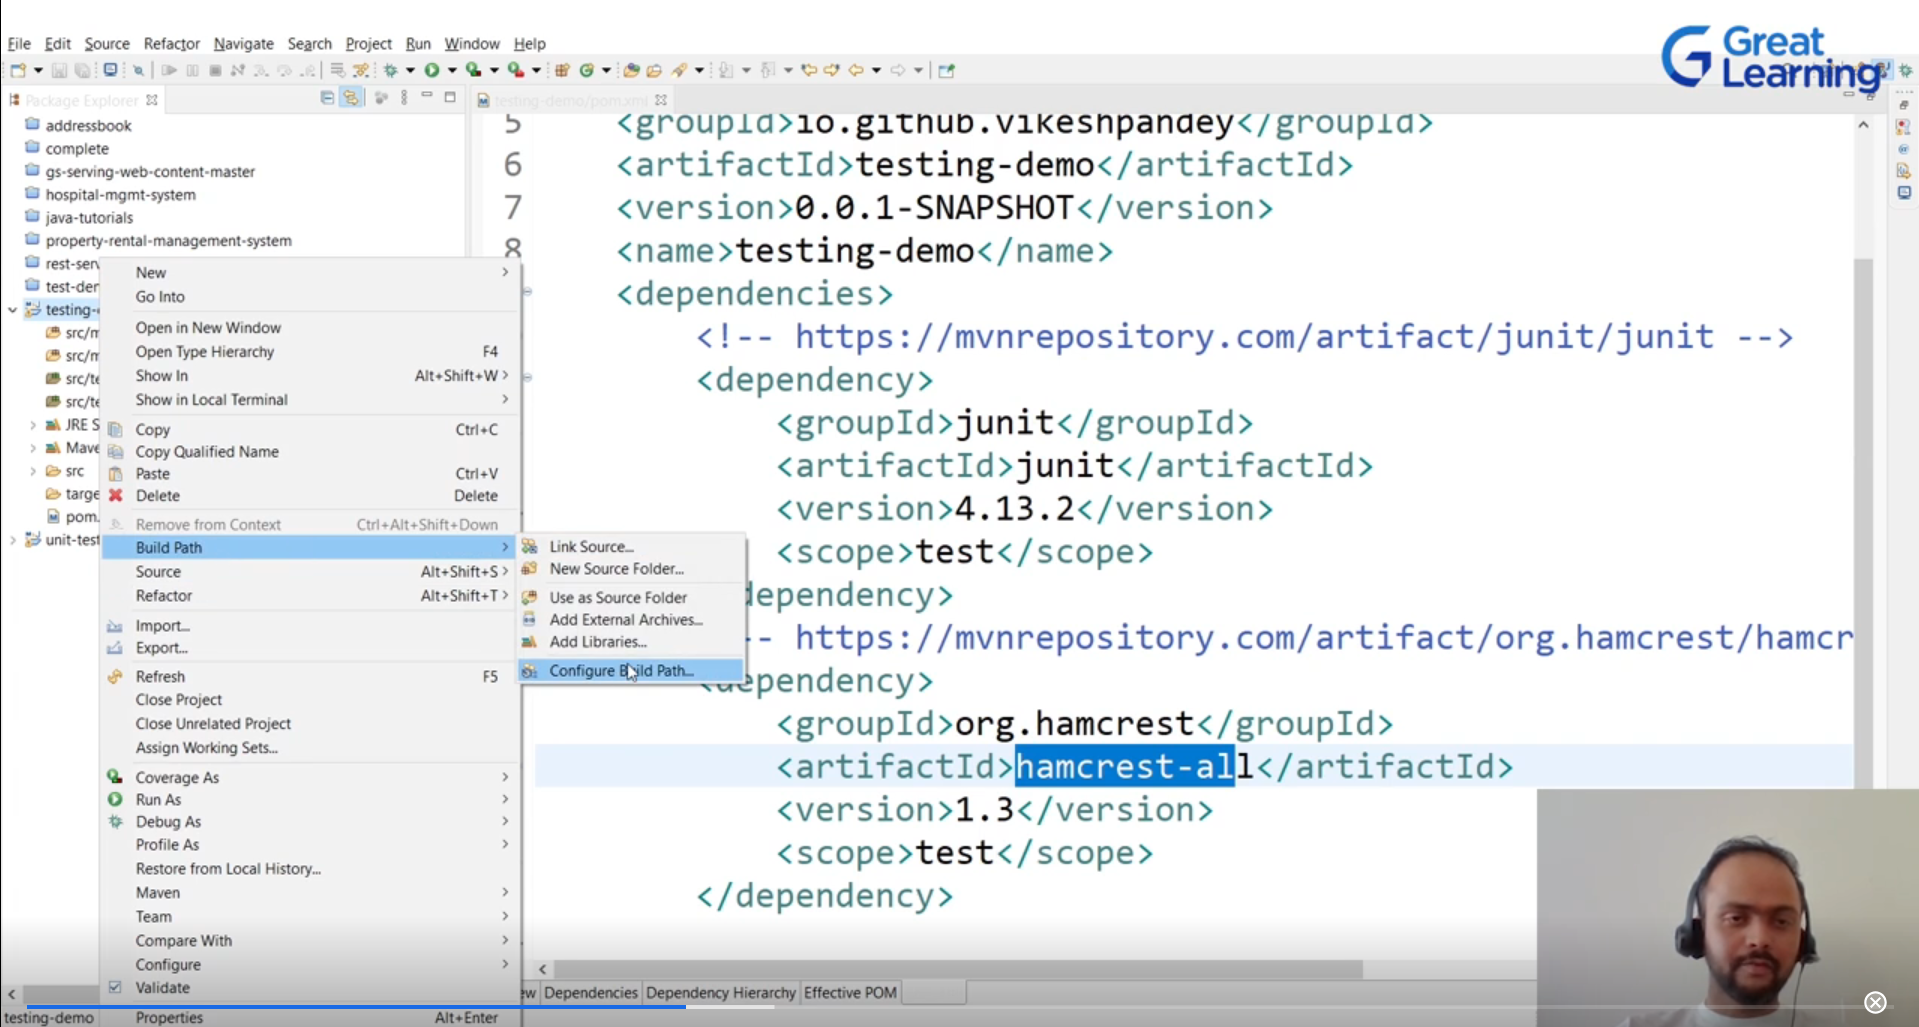 Great
Learning
File Edit Source Refactor Navigate Search Project Run Window Help
Package Explorer
testing-demo/pom.xml
addressbook
complete
gs-serving-web-content-master
hospital-mgmt-system
java-tutorials
property-rental-management-system
rest-serv
test-der
testing-
src/m
src/m
src/te
src/te
JRE S
Mave
src
targe
pom.
unit-test
New
Go Into
Open in New Window
Open Type Hierarchy F4
Show In Alt+Shift+W >
Show in Local Terminal
Copy Ctrl+C
Copy Qualified Name
Paste Ctrl+V
Delete Delete
Remove from Context Ctrl+Alt+Shift+Down
Build Path
Source Alt+Shift+S >
Refactor Alt+Shift+T >
Import...
Export...
Refresh F5
Close Project
Close Unrelated Project
Assign Working Sets...
Coverage As
Run As
Debug As
Profile As
Restore from Local History...
Maven
Team
Compare With
Configure
Validate
Properties Alt+Enter
Link Source...
New Source Folder...
Use as Source Folder
Add External Archives...
Add Libraries...
Configure Build Path...
5 <groupId>io.github.vikeshpandey</groupId>
6 <artifactId>testing-demo</artifactId>
7 <version>0.0.1-SNAPSHOT</version>
8 <name>testing-demo</name>
<dependencies>
<!-- https://mvnrepository.com/artifact/junit/junit -->
<dependency>
<groupId>junit</groupId>
<artifactId>junit</artifactId>
<version>4.13.2</version>
<scope>test</scope>
dependency>
-- https://mvnrepository.com/artifact/org.hamcrest/hamcr
<dependency>
<groupId>org.hamcrest</groupId>
<artifactId>hamcrest-all</artifactId>
<version>1.3</version>
<scope>test</scope>
</dependency>
ew Dependencies Dependency Hierarchy Effective POM
testing-demo